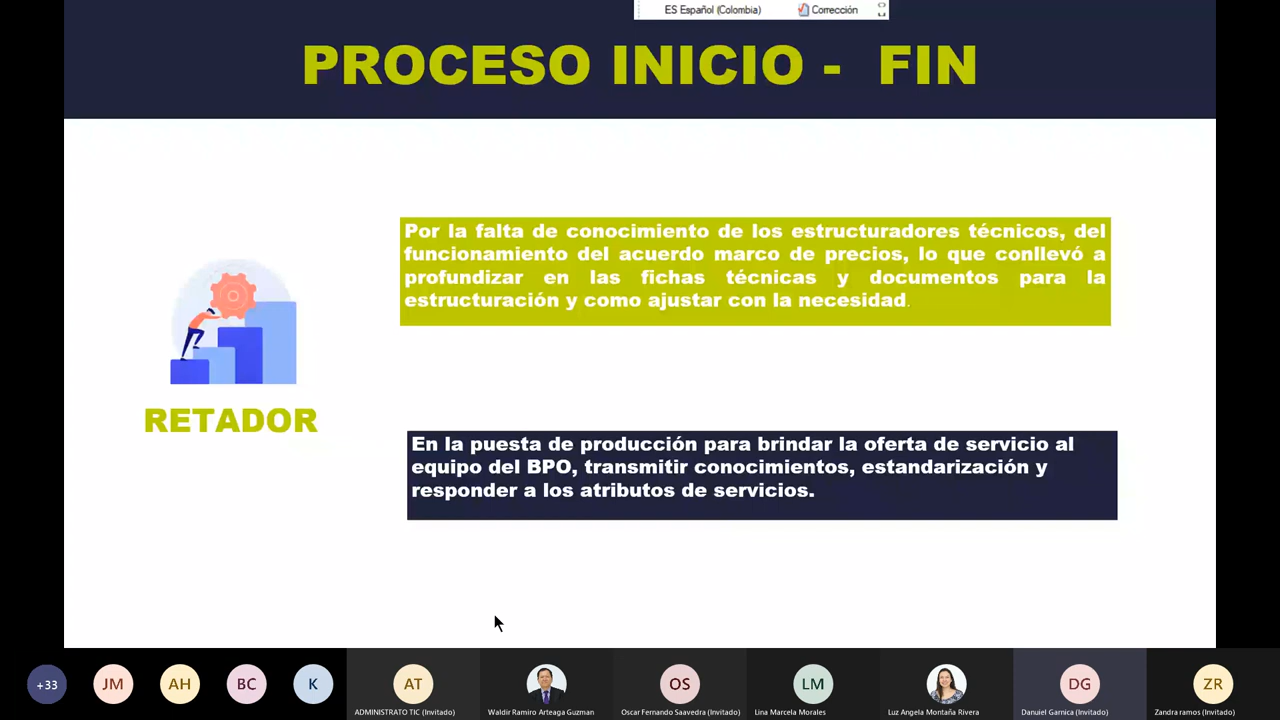 ES Español (Colombia) Corrección
PROCESO INICIO - FIN
Por la falta de conocimiento de los estructuradores técnicos, del
funcionamiento del acuerdo marco de precios, lo que conllevó a
profundizar en las fichas técnicas y documentos para la
estructuración y como ajustar con la necesidad.
RETADOR
En la puesta de producción para brindar la oferta de servicio al
equipo del BPO, transmitir conocimientos, estandarización y
responder a los atributos de servicios.
+33 JM AH BC K AT OS LM DG ZR
ADMINISTRATO TIC (Invitado) Waldir Ramiro Arteaga Guzman Oscar Fernando Saavedra (Invitado) Lina Marcela Morales Luz Angela Montaña Rivera Danuiel Garnica (Invitado) Zandra ramos (Invitado)